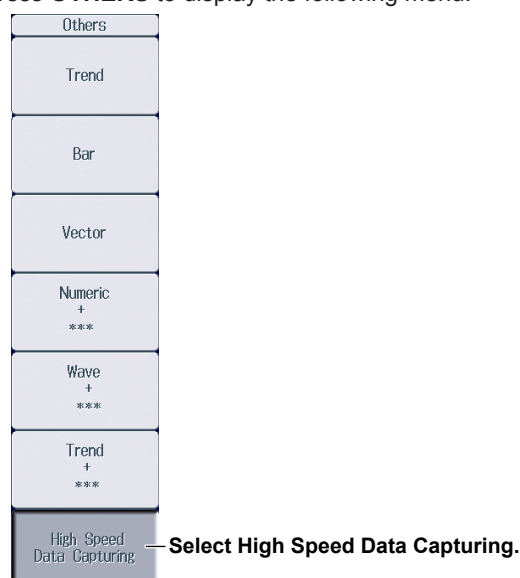 OTHERS to display the following menu.
Others
Trend
Bar
Vector
Numeric
+
***
Wave
+
***
Trend
+
***
High Speed
Data Capturing
Select High Speed Data Capturing.